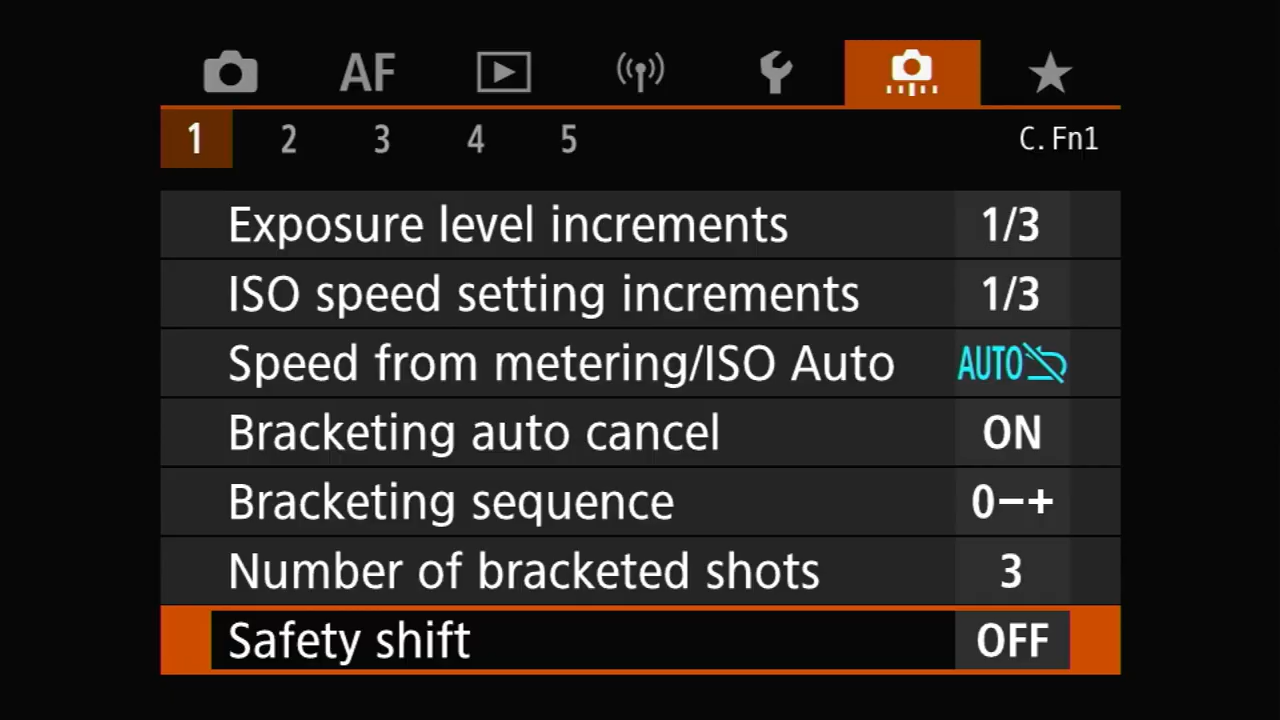 AF
1 2 3 4 5 C.Fn1
Exposure level increments 1/3
ISO speed setting increments 1/3
Speed from metering/ISO Auto AUTO
Bracketing auto cancel ON
Bracketing sequence 0−+
Number of bracketed shots 3
Safety shift OFF